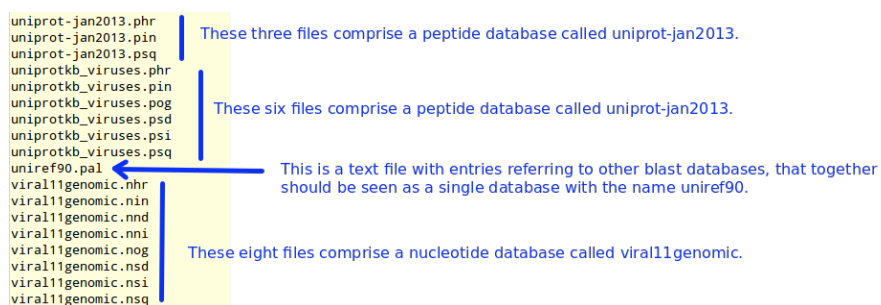 uniprot-jan2013.phr
uniprot-jan2013.pin
uniprot-jan2013.psq
These three files comprise a peptide database called uniprot-jan2013.
uniprotkb_viruses.phr
uniprotkb_viruses.pin
uniprotkb_viruses.pog
uniprotkb_viruses.psd
uniprotkb_viruses.psi
uniprotkb_viruses.psq
These six files comprise a peptide database called uniprot-jan2013.
uniref90.pal
This is a text file with entries referring to other blast databases, that together
should be seen as a single database with the name uniref90.
viral11genomic.nhr
viral11genomic.nin
viral11genomic.nnd
viral11genomic.nni
viral11genomic.nog
viral11genomic.nsd
viral11genomic.nsi
viral11genomic.nsq
These eight files comprise a nucleotide database called viral11genomic.